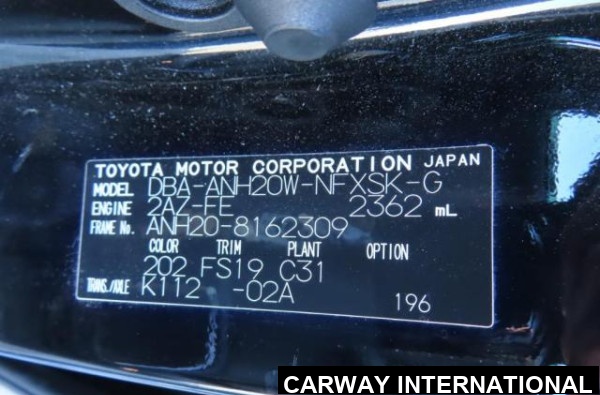 TOYOTA MOTOR CORPORATION JAPAN
MODEL DBA-ANH20W-NFXSK-G
ENGINE 2AZ-FE 2362 mL
FRAME No. ANH20-8162309
COLOR TRIM PLANT OPTION
202 FS19 C31
TRANS./AXLE K112 -02A 196
CARWAY INTERNATIONAL